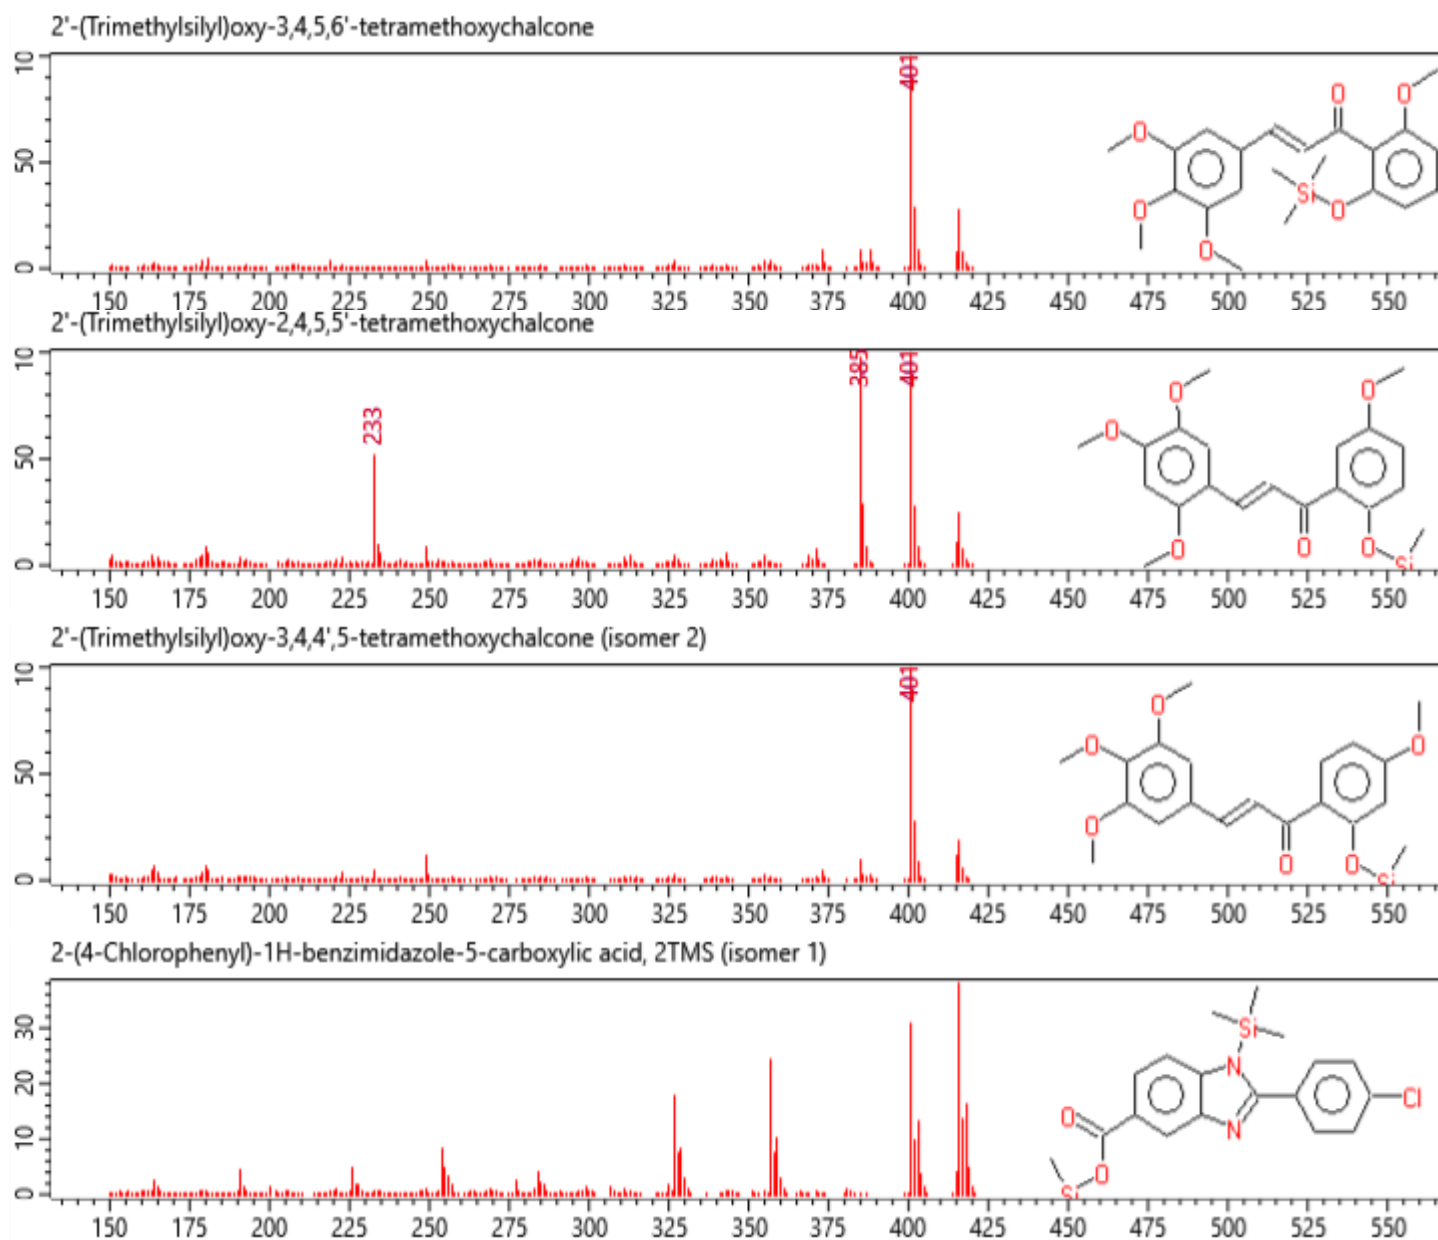 2'-(Trimethylsilyl)oxy-3,4,5,6'-tetramethoxychalcone
10
50
0
401
O O O O O O Si
150 175 200 225 250 275 300 325 350 375 400 425 450 475 500 525 550
2'-(Trimethylsilyl)oxy-2,4,5,5'-tetramethoxychalcone
10
50
0
233 385 401
O O O O O O Si
150 175 200 225 250 275 300 325 350 375 400 425 450 475 500 525 550
2'-(Trimethylsilyl)oxy-3,4,4',5-tetramethoxychalcone (isomer 2)
10
50
0
401
O O O O O O Si
150 175 200 225 250 275 300 325 350 375 400 425 450 475 500 525 550
2-(4-Chlorophenyl)-1H-benzimidazole-5-carboxylic acid, 2TMS (isomer 1)
30
20
10
0
Si N N Cl O O Si
150 175 200 225 250 275 300 325 350 375 400 425 450 475 500 525 550